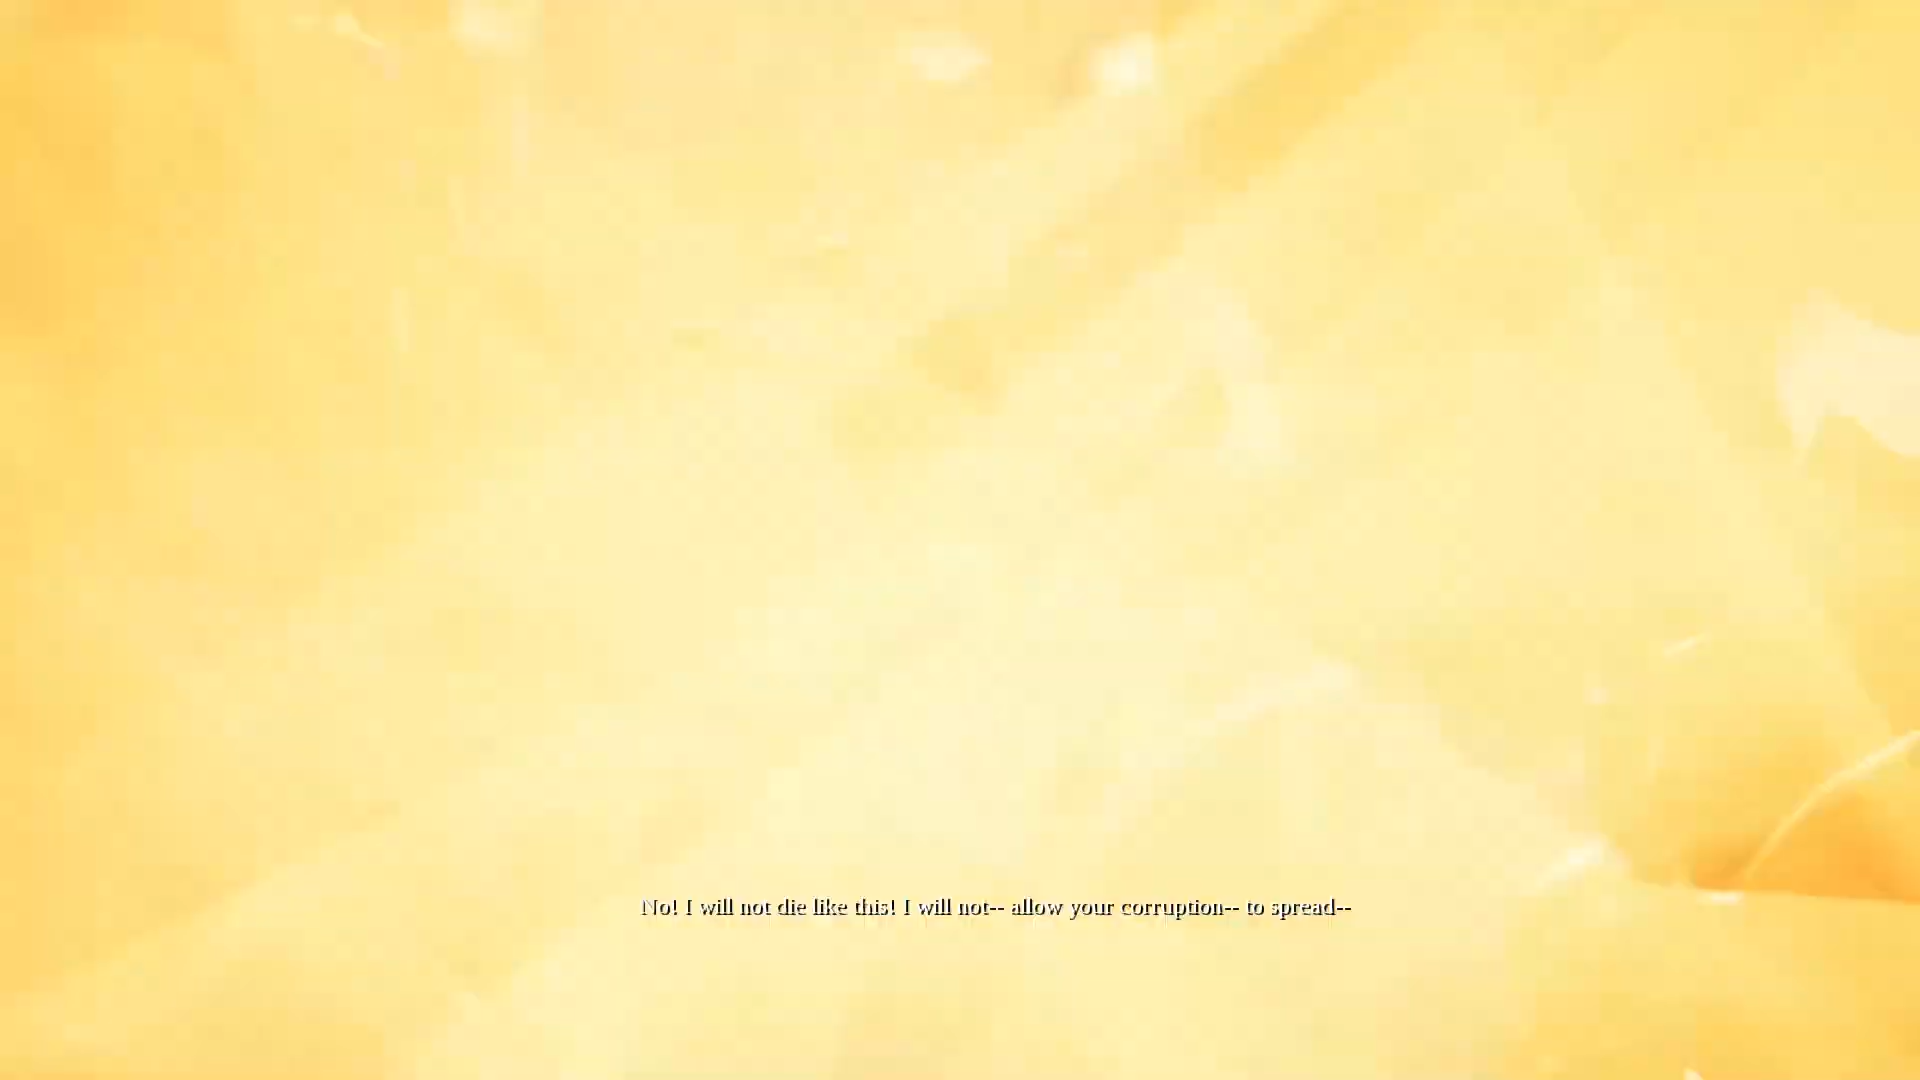 No! I will not die like this! I will not-- allow your corruption-- to spread--